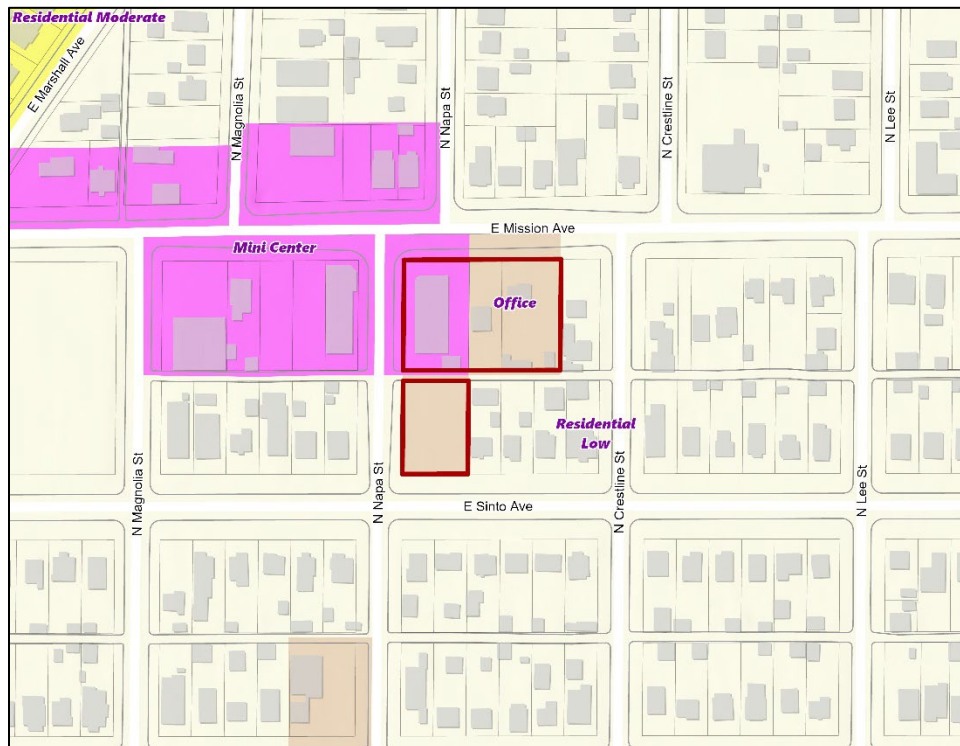 Residential Moderate
E Marshall Ave
N Magnolia St
N Napa St
N Crestline St
N Lee St
E Mission Ave
Mini Center
Office
Residential
Low
N Magnolia St
N Napa St
N Crestline St
N Lee St
E Sinto Ave